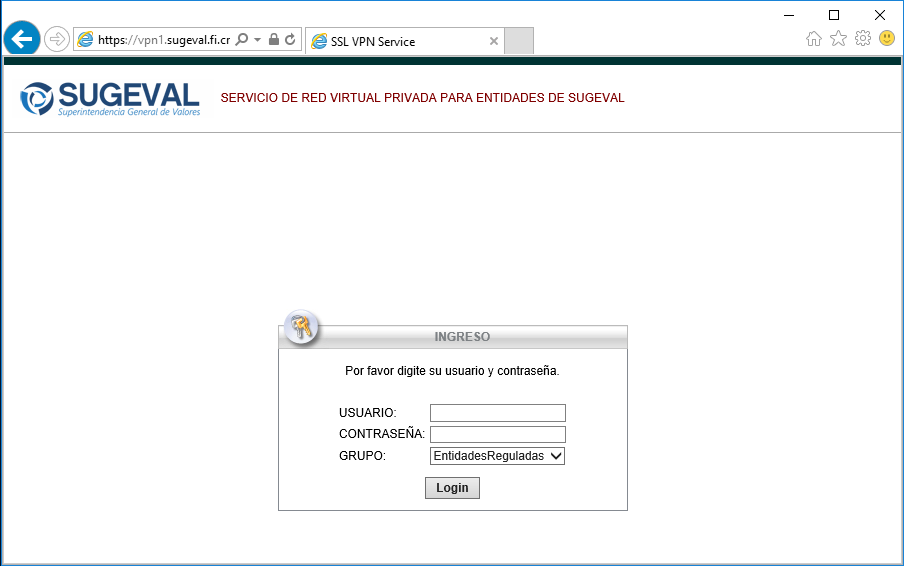 https://vpn1.sugeval.fi.cr
SSL VPN Service
SUGEVAL
Superintendencia General de Valores
SERVICIO DE RED VIRTUAL PRIVADA PARA ENTIDADES DE SUGEVAL
INGRESO
Por favor digite su usuario y contraseña.
USUARIO:
CONTRASEÑA:
GRUPO: EntidadesReguladas
Login